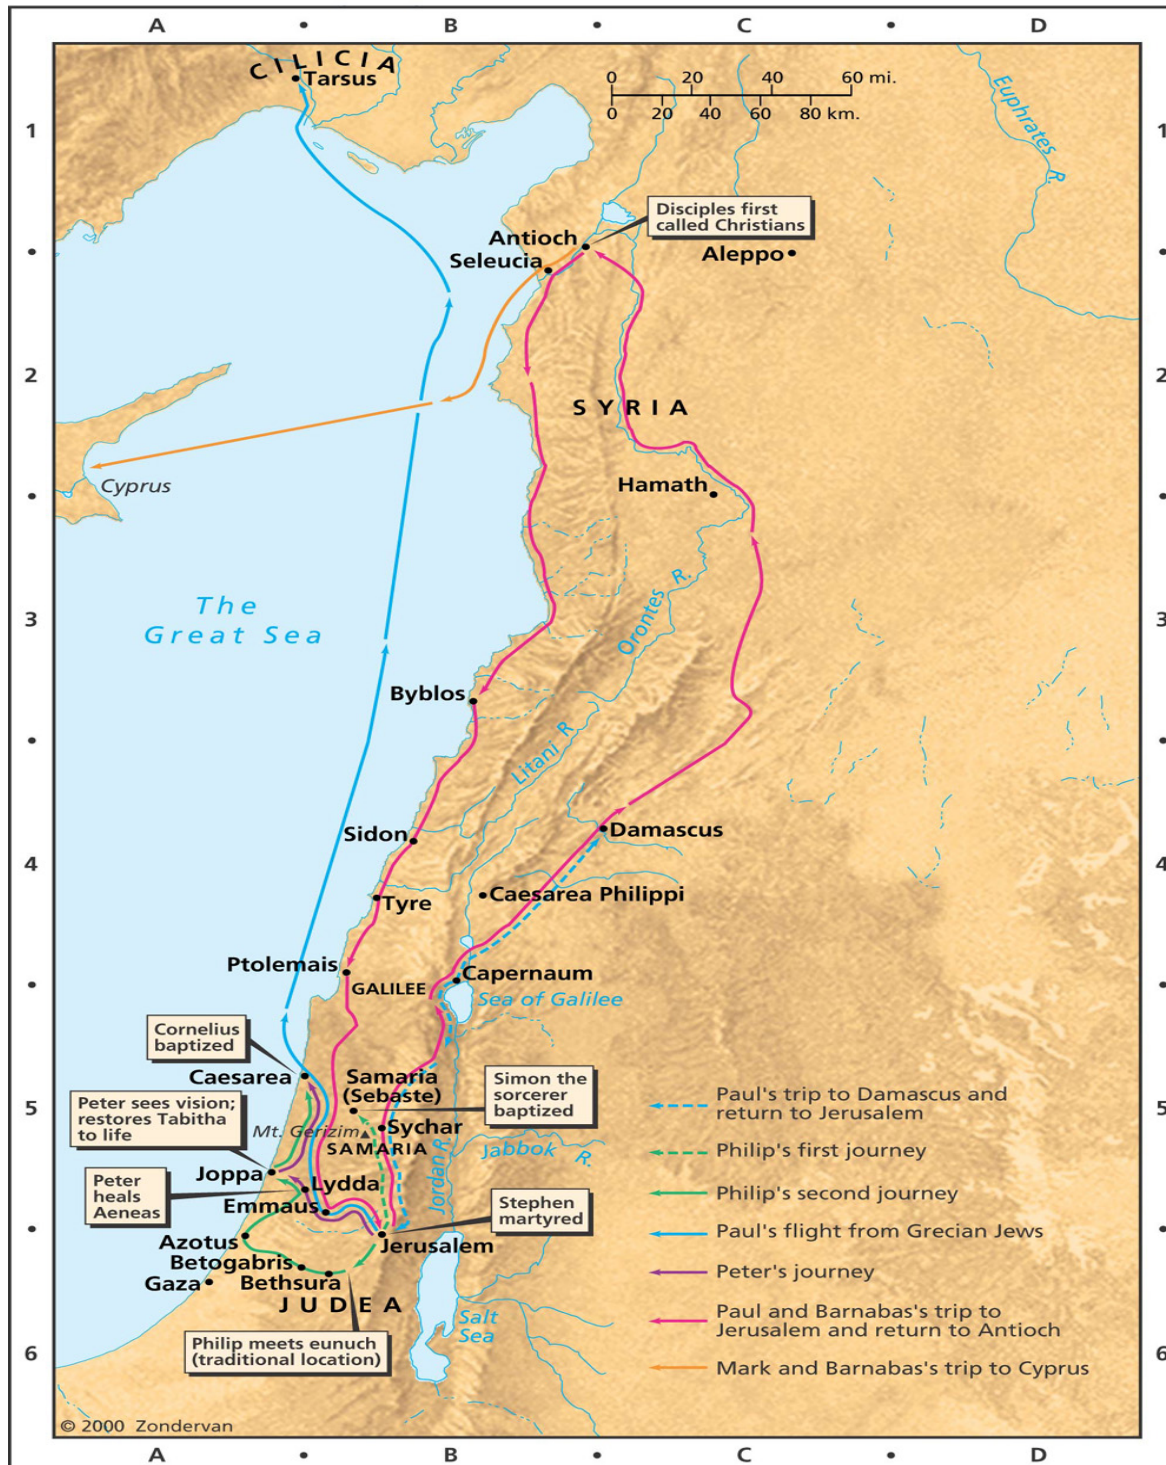 A
B
C
D
CILICIA
Tarsus
0 20 40 60 mi.
0 20 40 60 80 km.
Euphrates R.
1
1
Disciples first
called Christians
Antioch
Seleucia
Aleppo
2
2
SYRIA
Cyprus
Hamath
The
Great Sea
3
3
Orontes R.
Byblos
Litani R
Sidon
Damascus
4
4
Caesarea Philippi
Tyre
Ptolemais
Capernaum
GALILEE
Sea of Galilee
Cornelius
baptized
Caesarea
Samaria
(Sebaste)
Simon the
sorcerer
baptized
Peter sees vision;
restores Tabitha
to life
5
5
Mt. Gerizim
Sychar
SAMARIA
Jordan R.
Jabbok R.
Joppa
Lydda
Peter
heals
Aeneas
Emmaus
Stephen
martyred
Jerusalem
Azotus
Betogabris
Gaza
Bethsura
JUDEA
Salt
Sea
Philip meets eunuch
(traditional location)
Paul's trip to Damascus and
return to Jerusalem
Philip's first journey
Philip's second journey
Paul's flight from Grecian Jews
Peter's journey
Paul and Barnabas's trip to
Jerusalem and return to Antioch
Mark and Barnabas's trip to Cyprus
6
6
© 2000 Zondervan
A
B
C
D